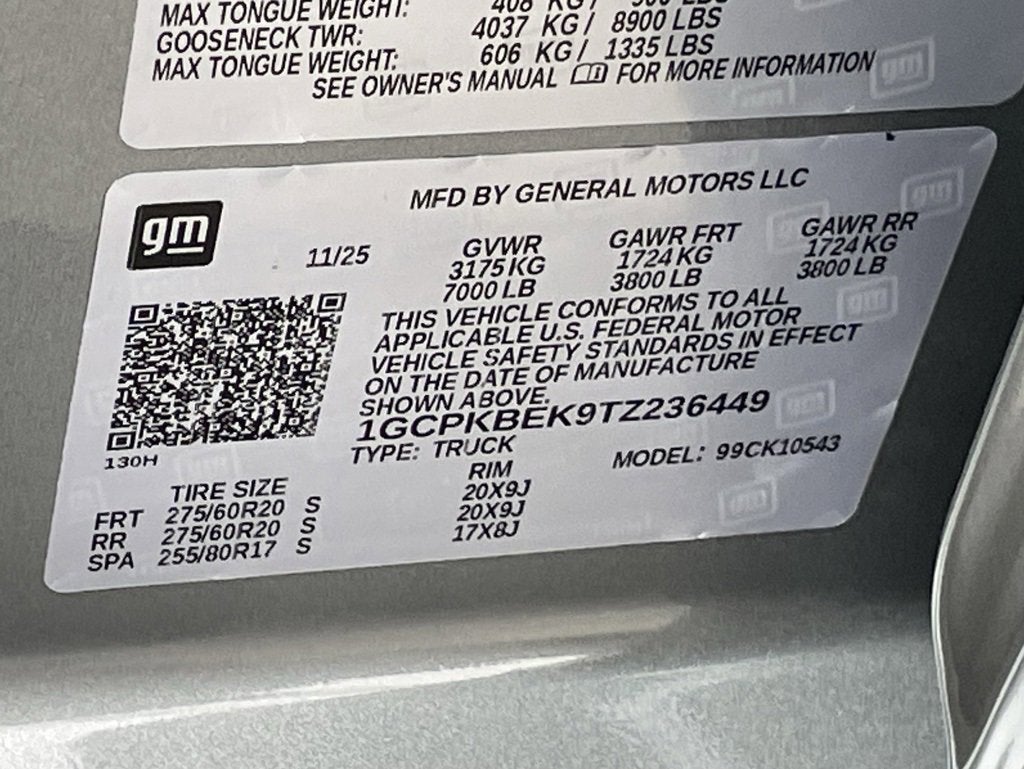 MAX TONGUE WEIGHT: 408 KG/ 900 LBS
GOOSENECK TWR: 4037 KG/ 8900 LBS
MAX TONGUE WEIGHT: 606 KG/ 1335 LBS
SEE OWNER'S MANUAL FOR MORE INFORMATION
gm
MFD BY GENERAL MOTORS LLC
11/25
GVWR GAWR FRT GAWR RR
3175 KG 1724 KG 1724 KG
7000 LB 3800 LB 3800 LB
THIS VEHICLE CONFORMS TO ALL
APPLICABLE U.S. FEDERAL MOTOR
VEHICLE SAFETY STANDARDS IN EFFECT
ON THE DATE OF MANUFACTURE
SHOWN ABOVE.
1GCPKBEK9TZ236449
TYPE: TRUCK MODEL: 99CK10543
130H
TIRE SIZE RIM
FRT 275/60R20 S 20X9J
RR 275/60R20 S 20X9J
SPA 255/80R17 S 17X8J